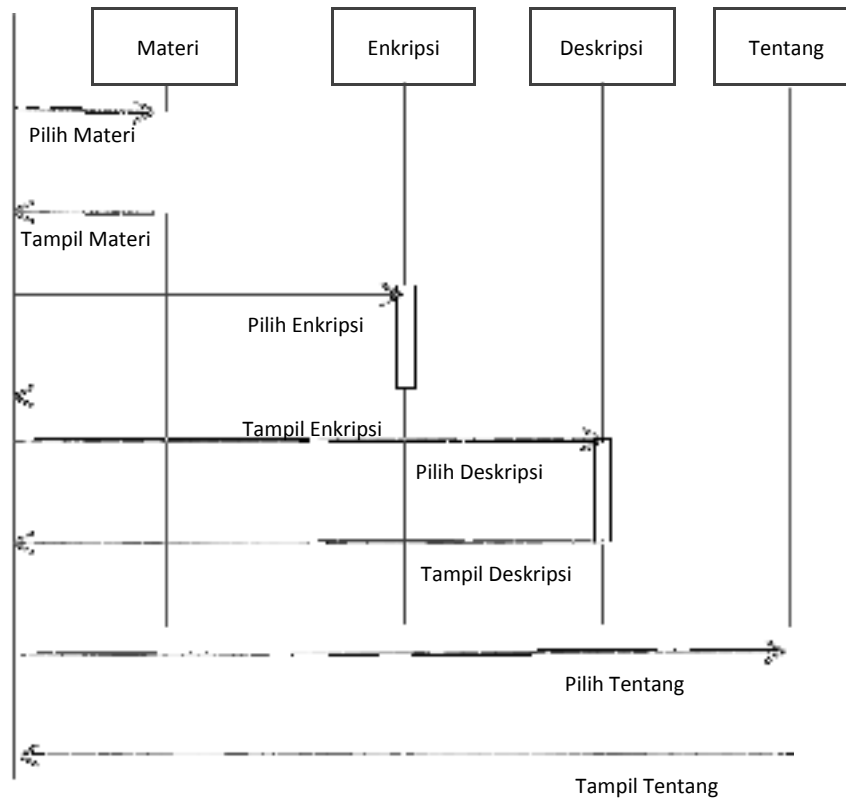 Materi
Enkripsi
Deskripsi
Tentang
Pilih Materi
Tampil Materi
Pilih Enkripsi
Tampil Enkripsi
Pilih Deskripsi
Tampil Deskripsi
Pilih Tentang
Tampil Tentang